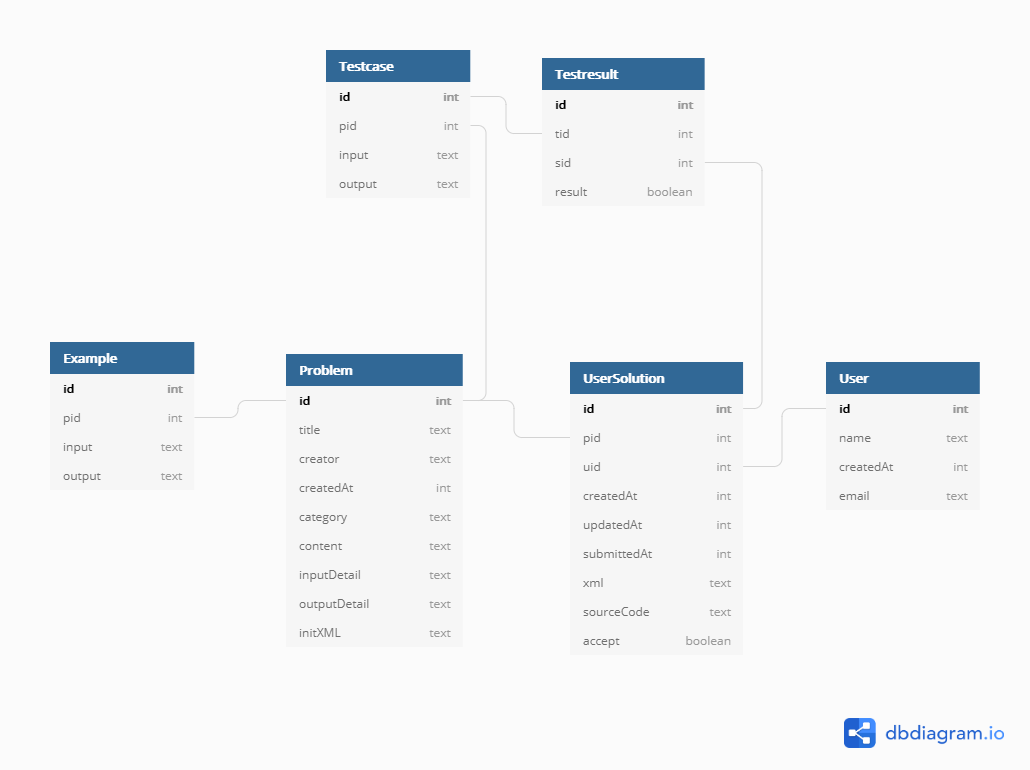 Testcase
id int
pid int
input text
output text
Testresult
id int
tid int
sid int
result boolean
Example
id int
pid int
input text
output text
Problem
id int
title text
creator text
createdAt int
category text
content text
inputDetail text
outputDetail text
initXML text
UserSolution
id int
pid int
uid int
createdAt int
updatedAt int
submittedAt int
xml text
sourceCode text
accept boolean
User
id int
name text
createdAt int
email text
dbdiagram.io